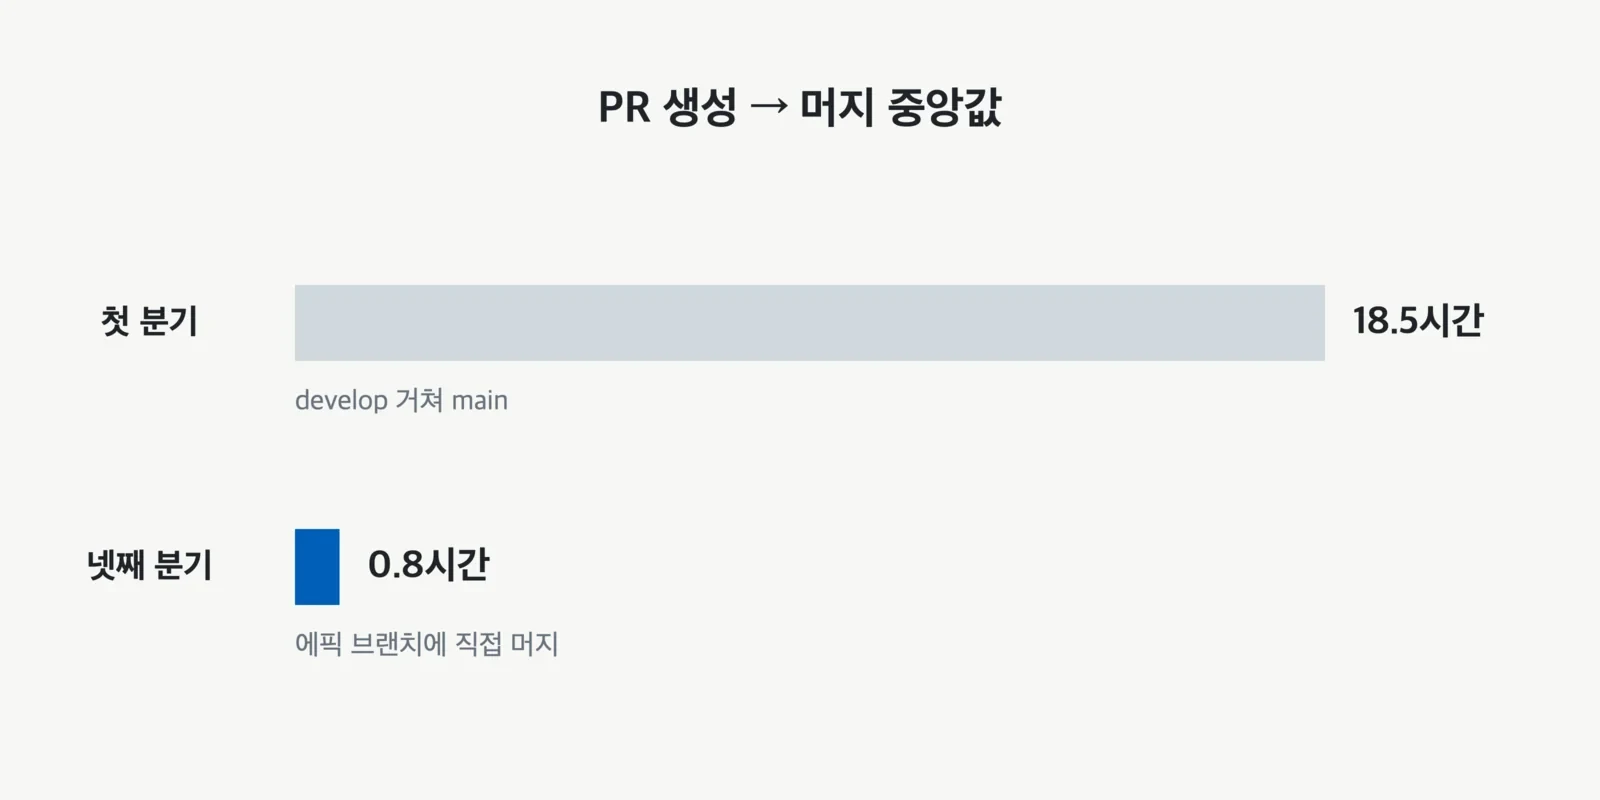 PR 생성 → 머지 중앙값
첫 분기
18.5시간
develop 거쳐 main
넷째 분기
0.8시간
에픽 브랜치에 직접 머지